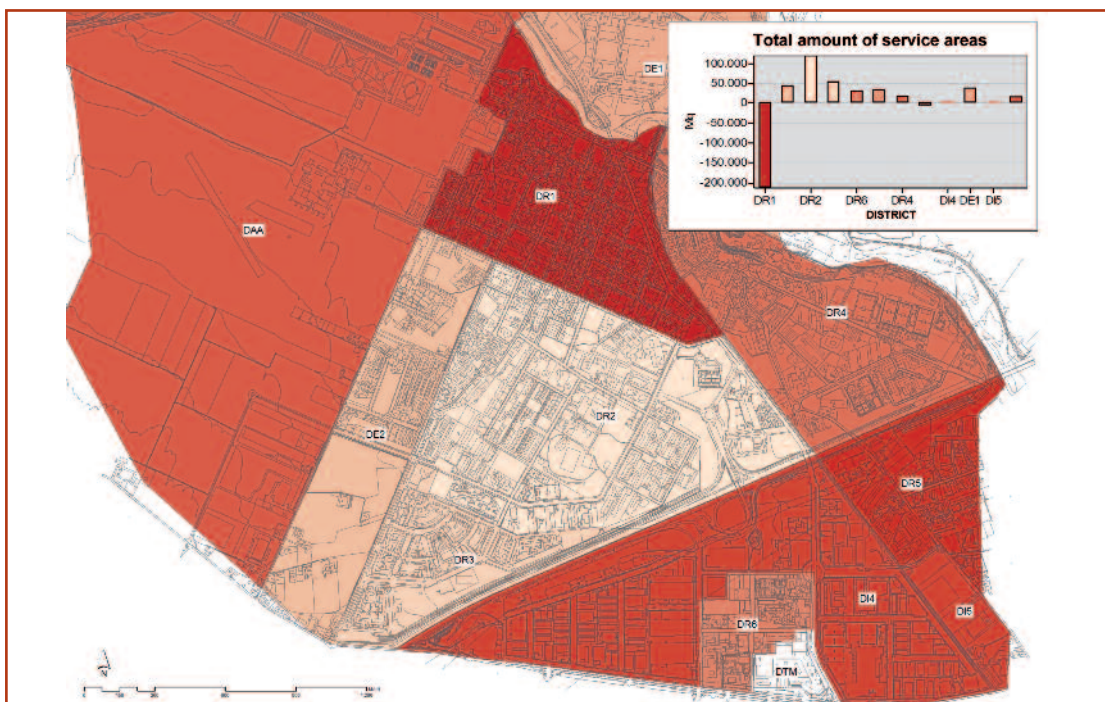 Total amount of service areas
100.000
50.000
0
-50.000
-100.000
-150.000
-200.000
Mq
DR1 DR2 DR6 DR4 DI4 DE1 DI5
DISTRICT
DE1
DR1
DAA
DR4
DR2
DE2
DR5
DR3
DI4
DI5
DR6
DTM